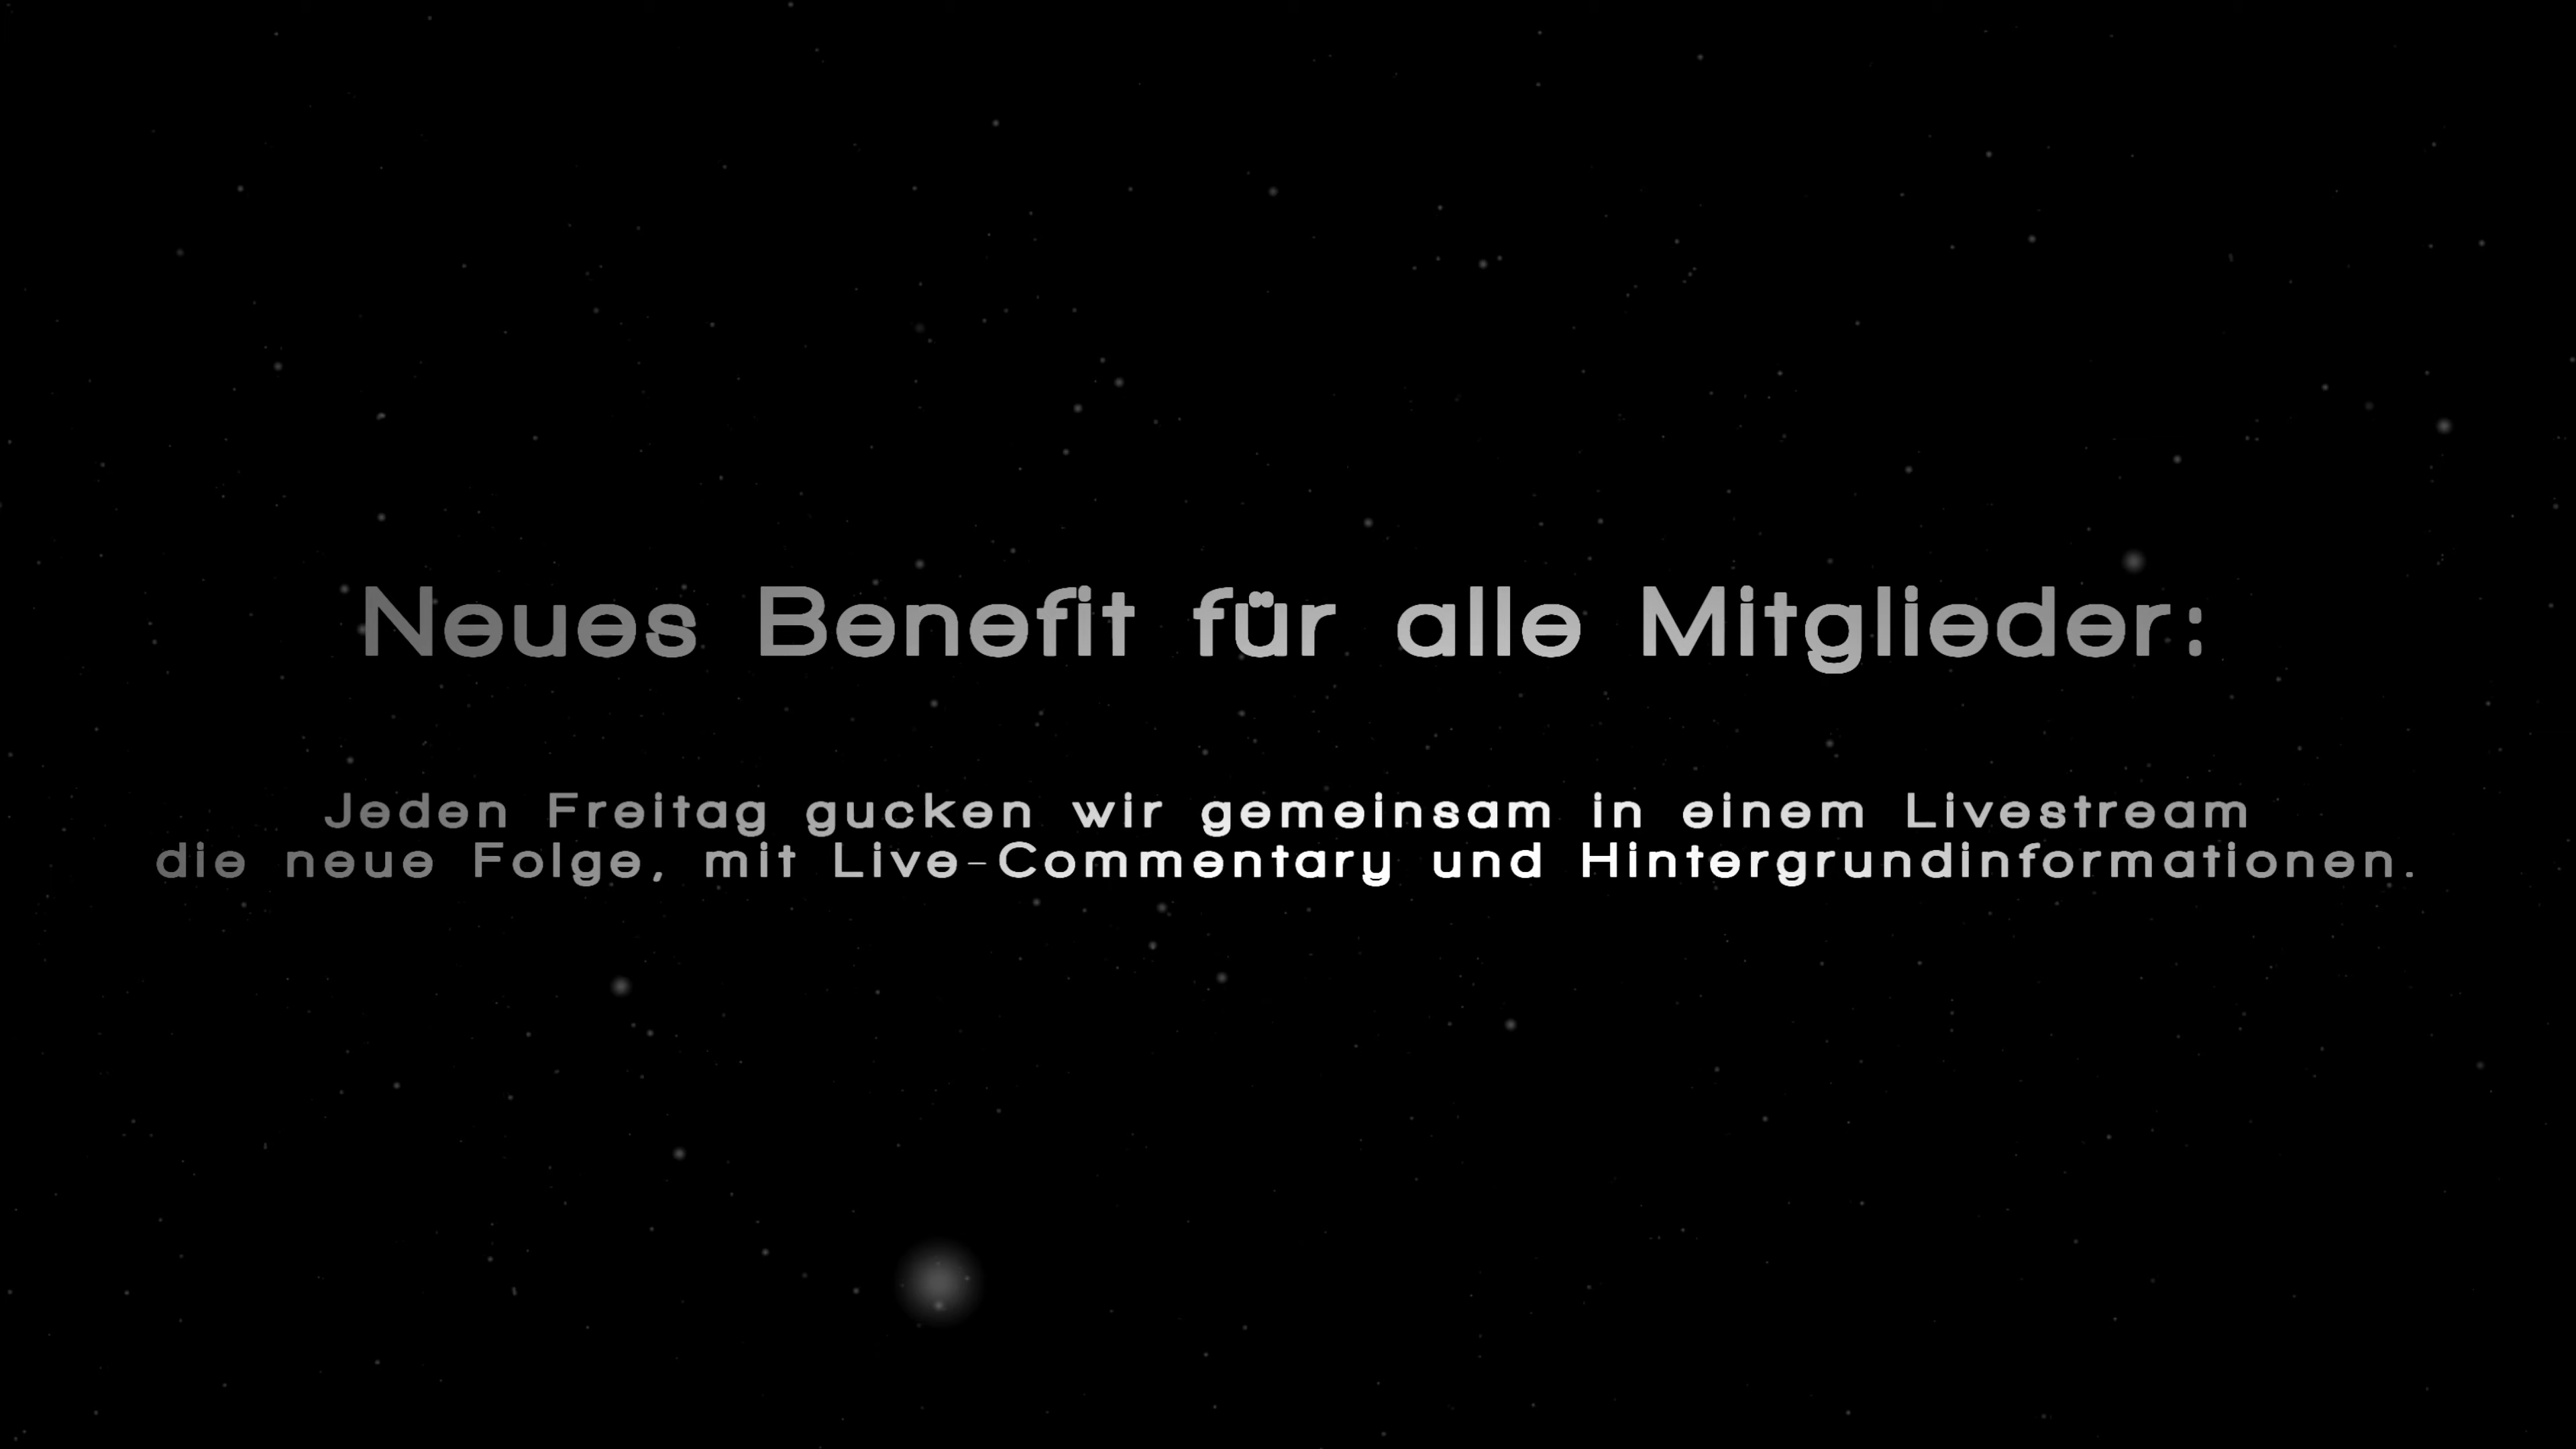 Neues Benefit für alle Mitglieder:
Jeden Freitag gucken wir gemeinsam in einem Livestream
die neue Folge, mit Live-Commentary und Hintergrundinformationen.